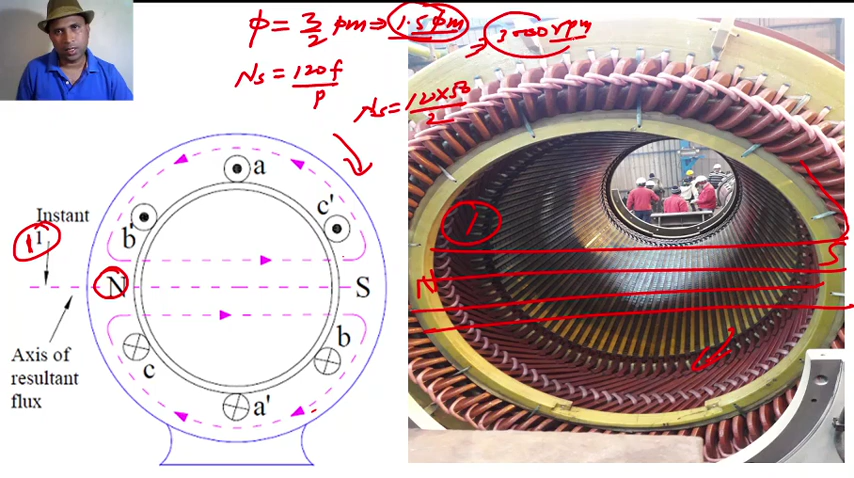 ϕ = 3/2 ϕm ⇒ 1.5 ϕm
⇒ 3000 rpm
Ns = 120f/P
Ns = 120×50/2
a
c'
b'
Instant
1
1
N
S
1
N
S
Axis of
resultant
flux
c
b
a'